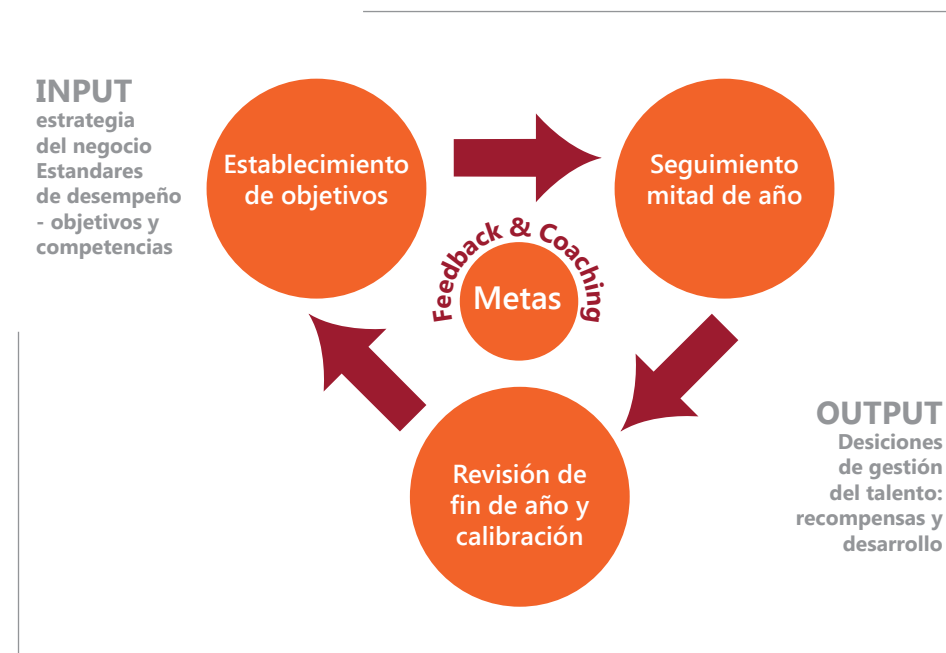 INPUT
estrategia
del negocio
Estandares
de desempeño
- objetivos y
competencias
Establecimiento
de objetivos
Seguimiento
mitad de año
Feedback & Coaching
Metas
Revisión de
fin de año y
calibración
OUTPUT
Desiciones
de gestión
del talento:
recompensas y
desarrollo